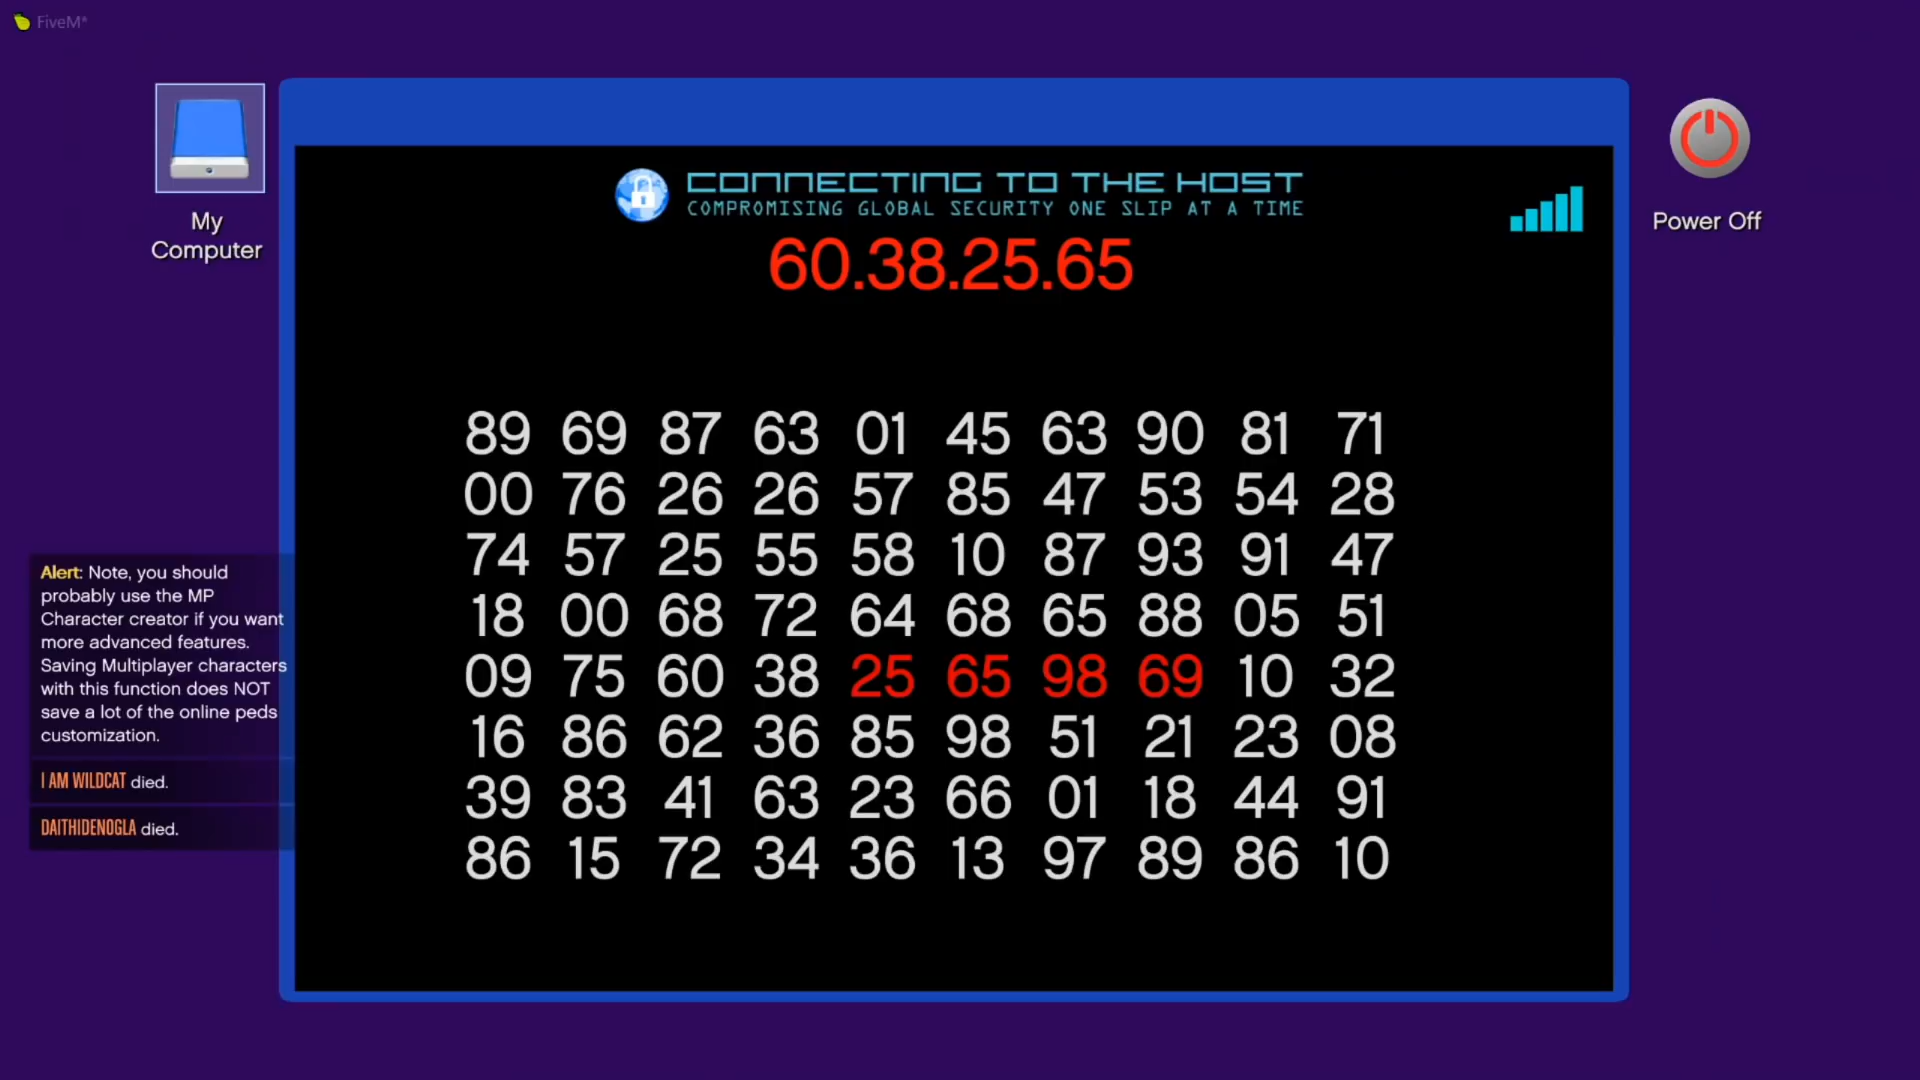 FiveM®
My
Computer
CONNECTING TO THE HOST
COMPROMISING GLOBAL SECURITY ONE SLIP AT A TIME
60.38.25.65
Power Off
89 69 87 63 01 45 63 90 81 71
00 76 26 26 57 85 47 53 54 28
74 57 25 55 58 10 87 93 91 47
18 00 68 72 64 68 65 88 05 51
09 75 60 38 25 65 98 69 10 32
16 86 62 36 85 98 51 21 23 08
39 83 41 63 23 66 01 18 44 91
86 15 72 34 36 13 97 89 86 10
Alert: Note, you should
probably use the MP
Character creator if you want
more advanced features.
Saving Multiplayer characters
with this function does NOT
save a lot of the online peds
customization.
I AM WILDCAT died.
DAITHIDENOGLA died.